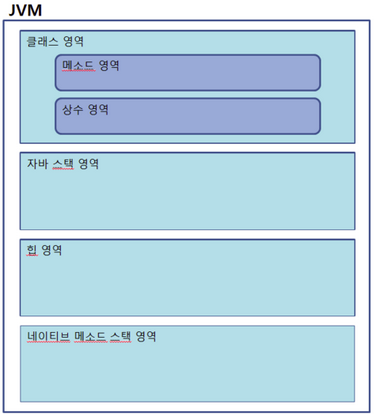 JVM
클래스 영역
메소드 영역
상수 영역
자바 스택 영역
힙 영역
네이티브 메소드 스택 영역